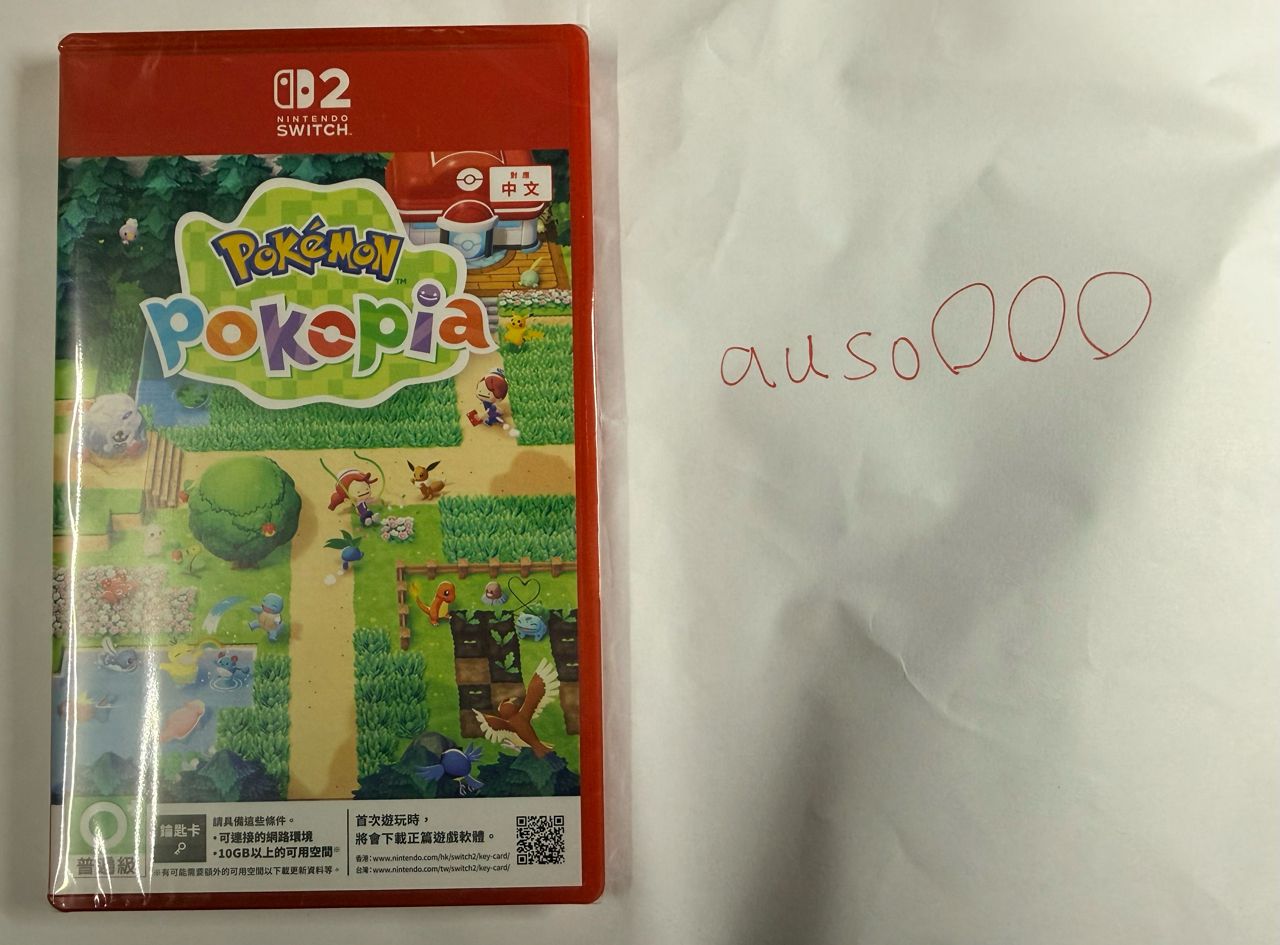 2
NINTENDO
SWITCH™
對應
中文
POKéMON™
pokopia
auso000
普遍級
鑰匙卡
請具備這些條件。
・可連接的網路環境
・10GB以上的可用空間※
※有可能需要額外的可用空間以下載更新資料等。
首次遊玩時，
將會下載正篇遊戲軟體。
香港：www.nintendo.com/hk/switch2/key-card/
台灣：www.nintendo.com/tw/switch2/key-card/